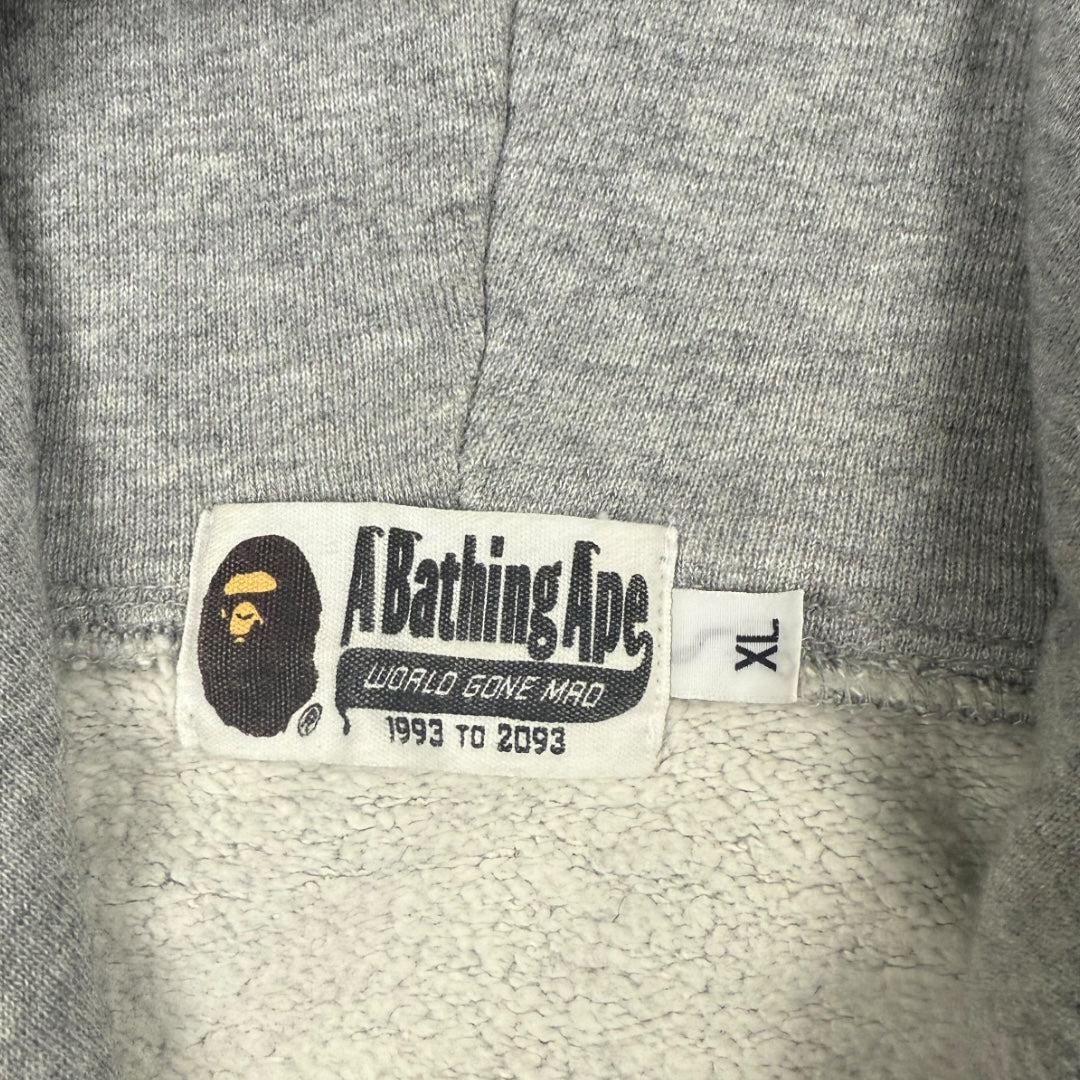 A Bathing Ape
WORLD GONE MAD
1993 TO 2093
XL